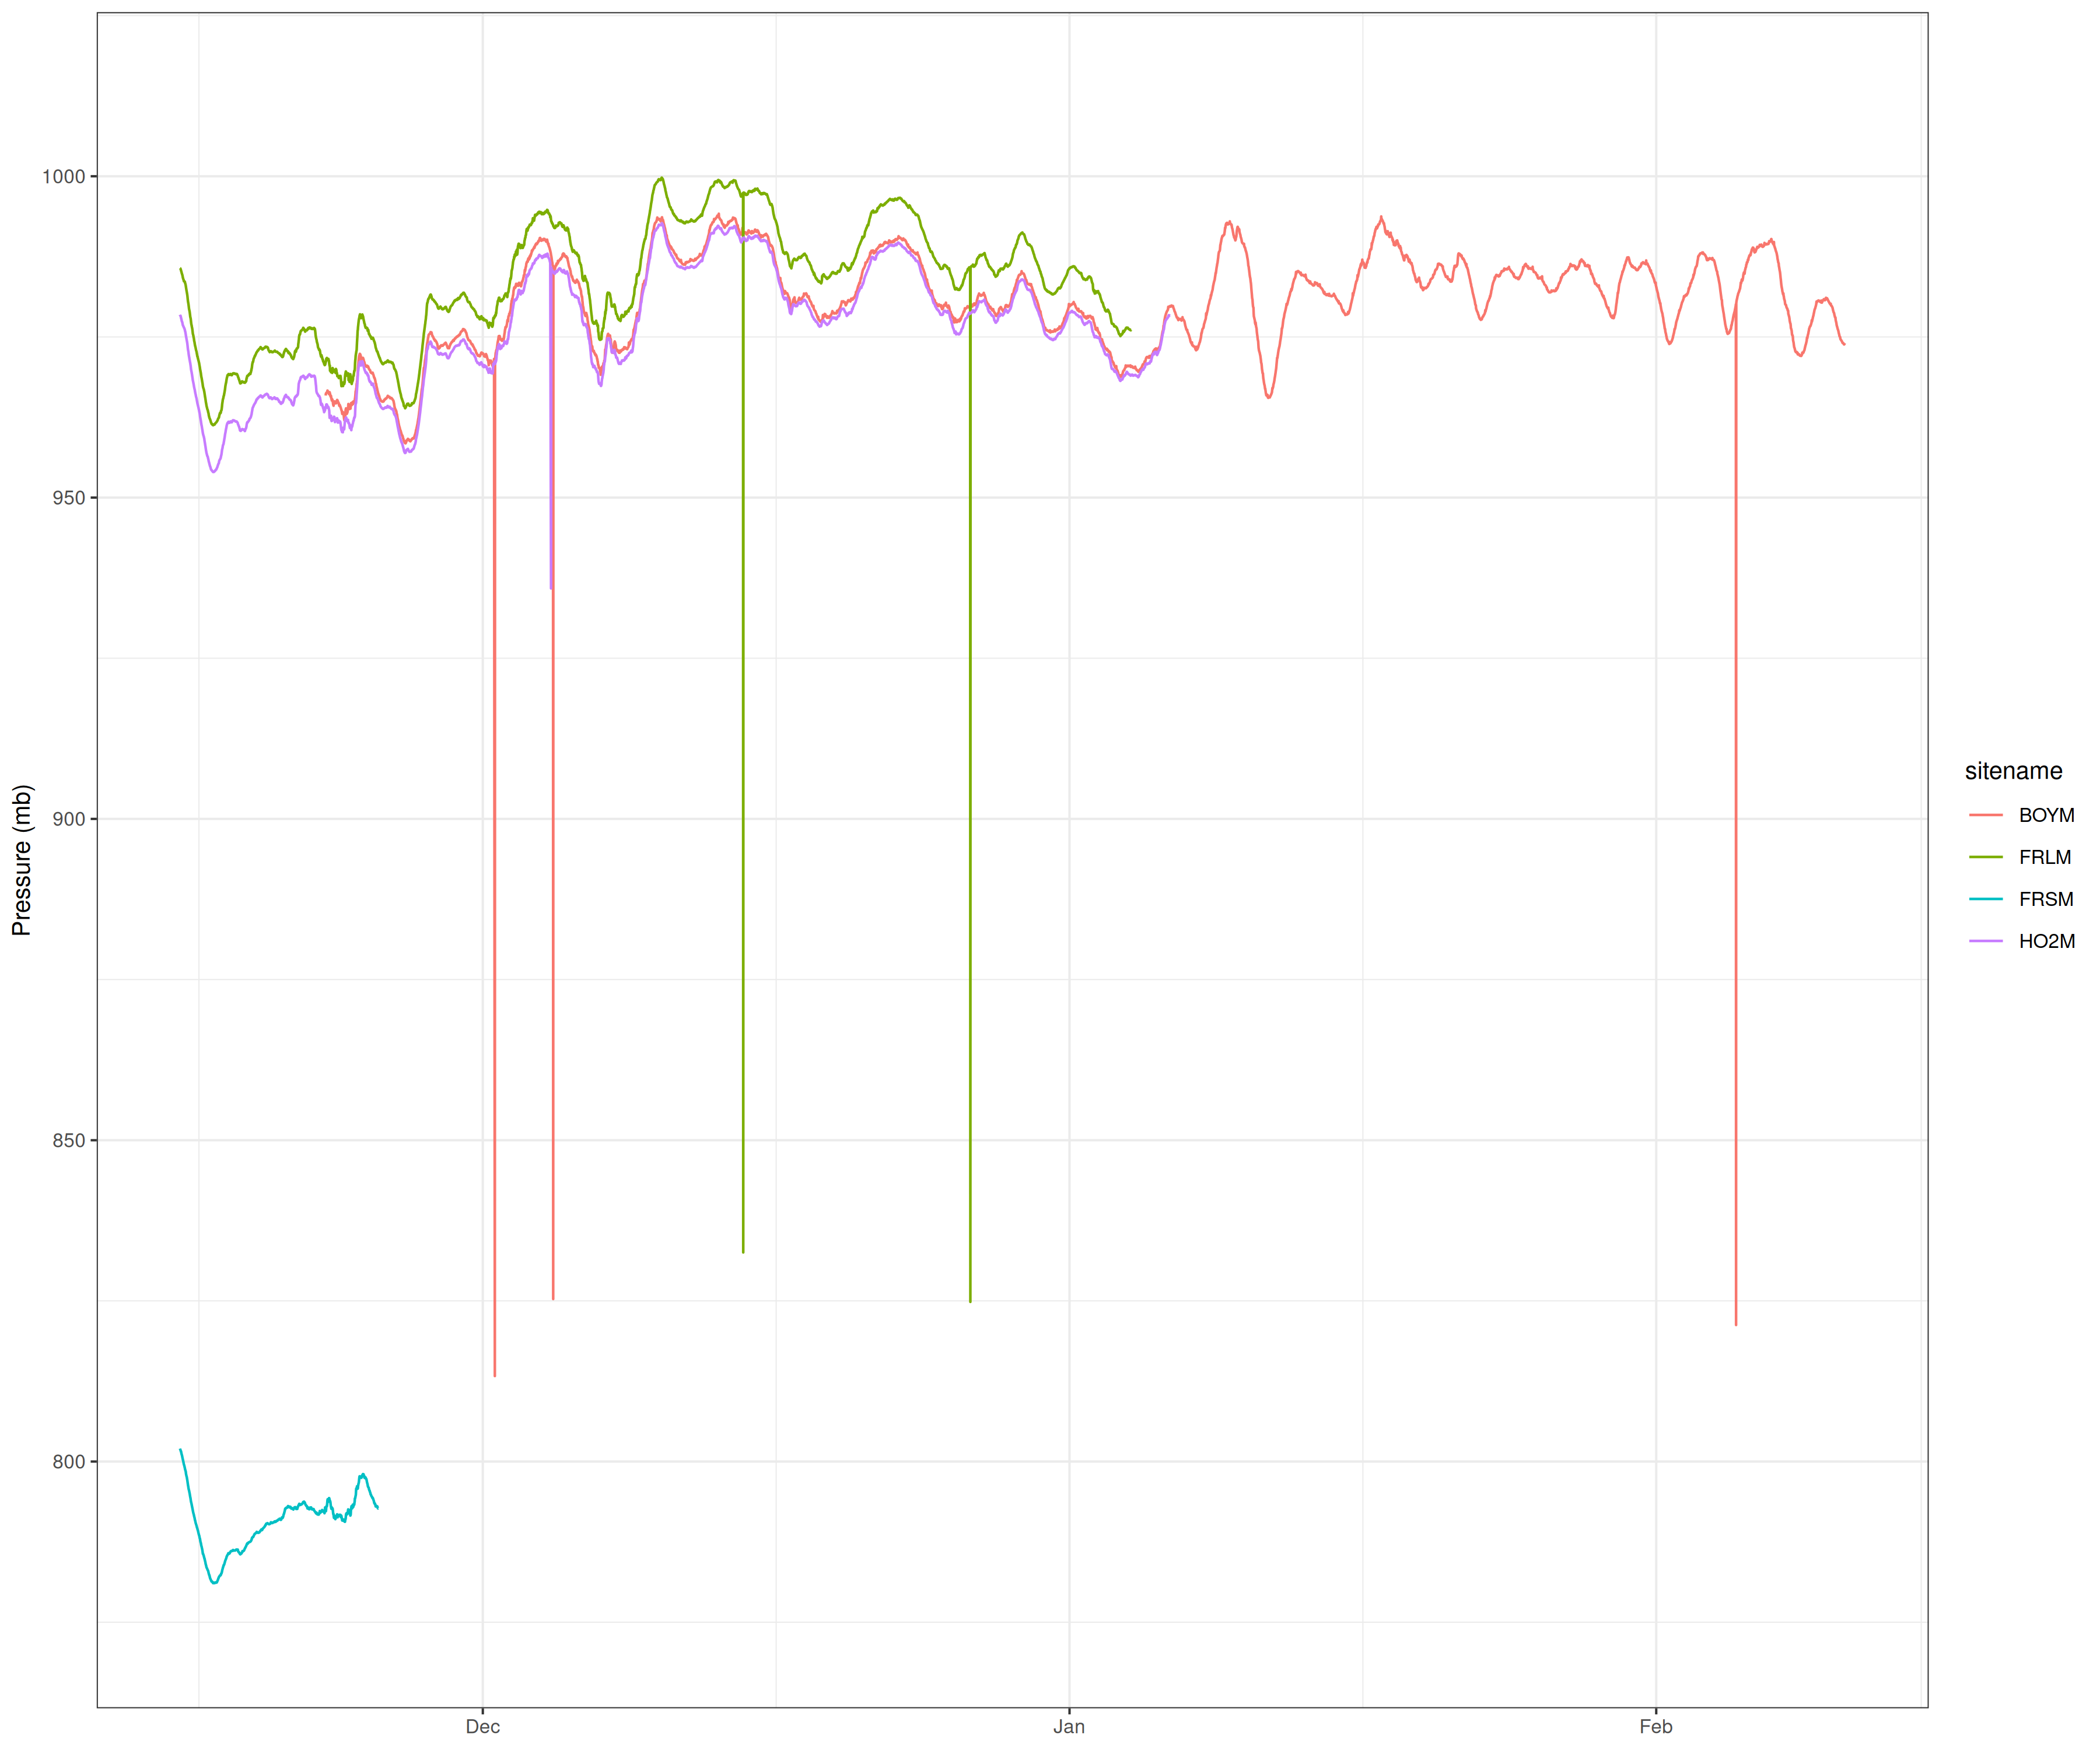 1000
950
900
850
800
Pressure (mb)
Dec
Jan
Feb
sitename
BOYM
FRLM
FRSM
HO2M